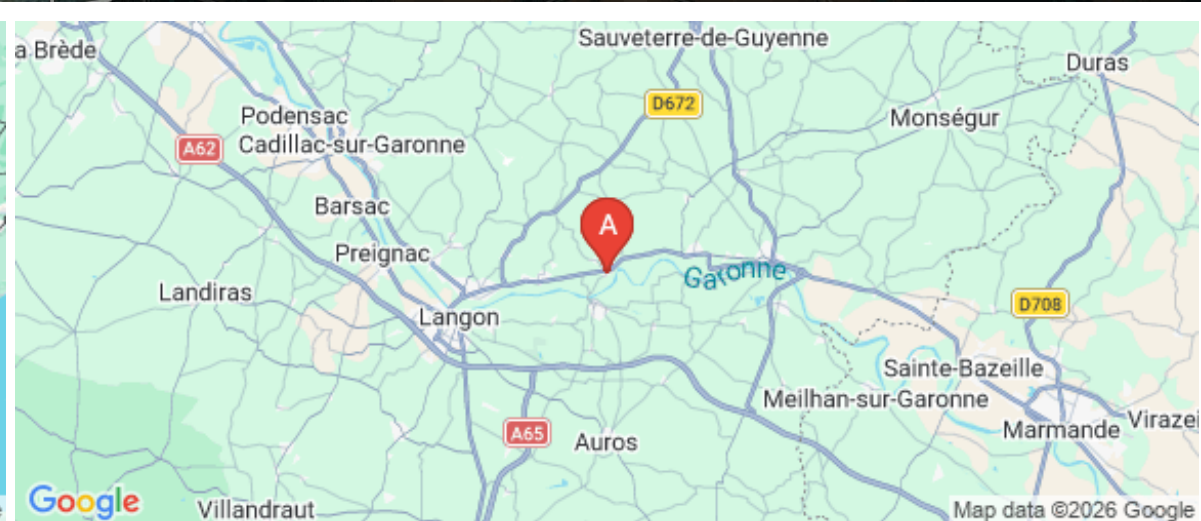 Sauveterre-de-Guyenne
a Brède
Duras
D672
Podensac
Monségur
Cadillac-sur-Garonne
A62
Barsac
A
Preignac
Garonne
Landiras
D708
Langon
Sainte-Bazeille
Meilhan-sur-Garonne
Virazei
Marmande
A65
Auros
Google
Villandraut
Map data ©2026 Google